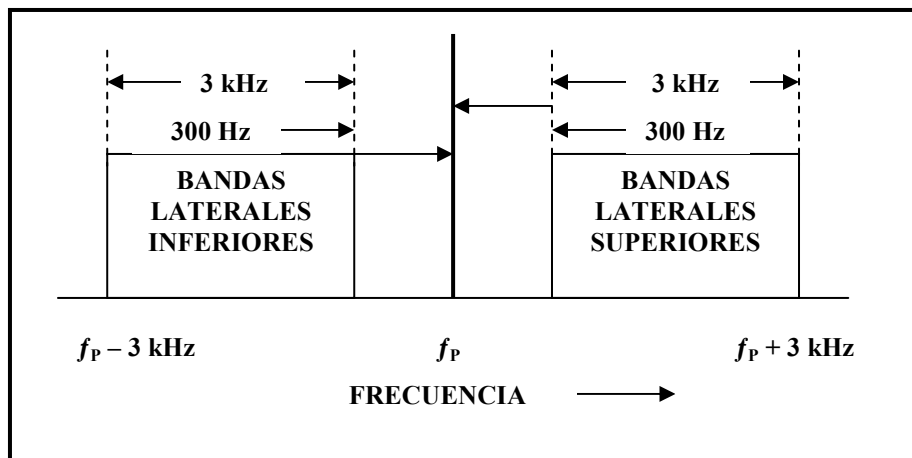 3 kHz
3 kHz
300 Hz
300 Hz
BANDAS
LATERALES
INFERIORES
BANDAS
LATERALES
SUPERIORES
fP – 3 kHz
fP
fP + 3 kHz
FRECUENCIA